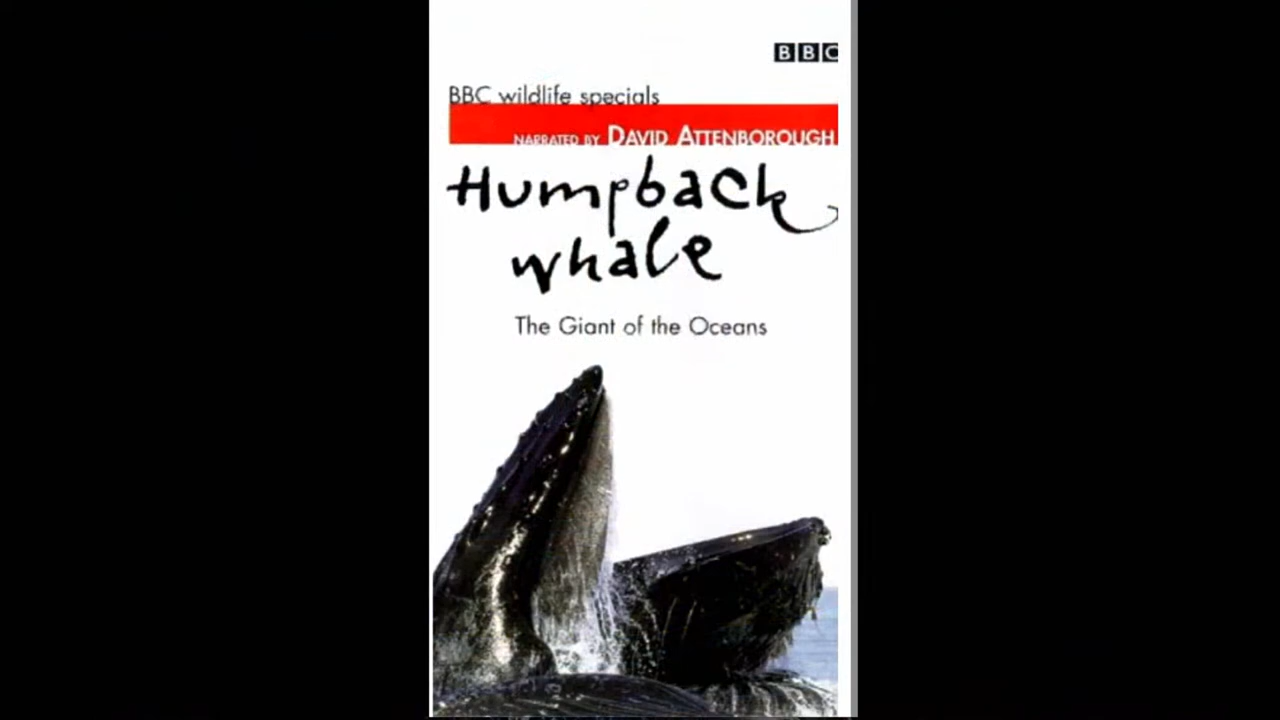 BBC
BBC wildlife specials
NARRATED BY DAVID ATTENBOROUGH
Humpback
whale
The Giant of the Oceans